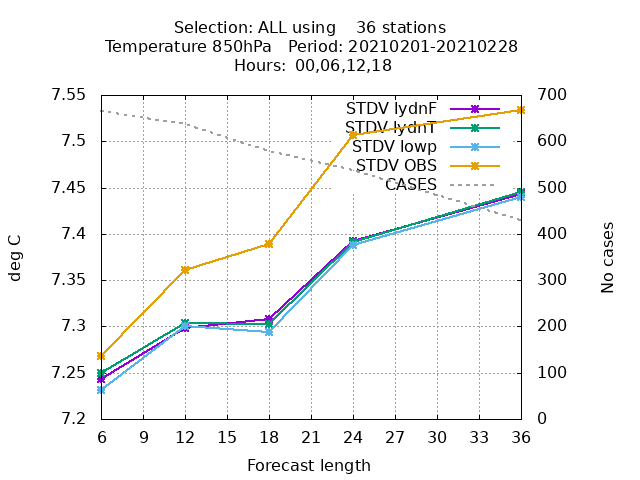 Selection: ALL using 36 stations
Temperature 850hPa Period: 20210201-20210228
Hours: 00,06,12,18
STDV lydnF
STDV lydnT
STDV lowp
STDV OBS
CASES
7.55
7.5
7.45
7.4
7.35
7.3
7.25
7.2
700
600
500
400
300
200
100
0
deg C
No cases
6 9 12 15 18 21 24 27 30 33 36
Forecast length